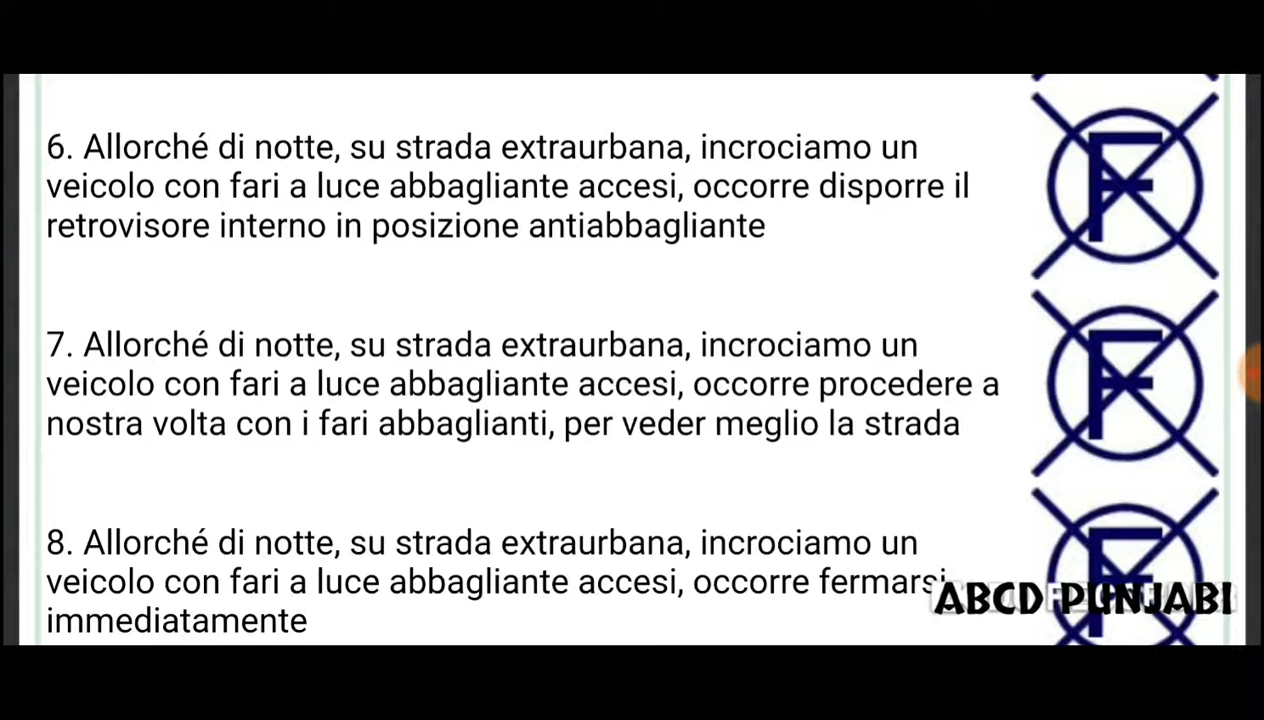 6. Allorché di notte, su strada extraurbana, incrociamo un
veicolo con fari a luce abbagliante accesi, occorre disporre il
retrovisore interno in posizione antiabbagliante
F
7. Allorché di notte, su strada extraurbana, incrociamo un
veicolo con fari a luce abbagliante accesi, occorre procedere a
nostra volta con i fari abbaglianti, per veder meglio la strada
F
8. Allorché di notte, su strada extraurbana, incrociamo un
veicolo con fari a luce abbagliante accesi, occorre fermarsi
immediatamente
F
ABCD PUNJABI